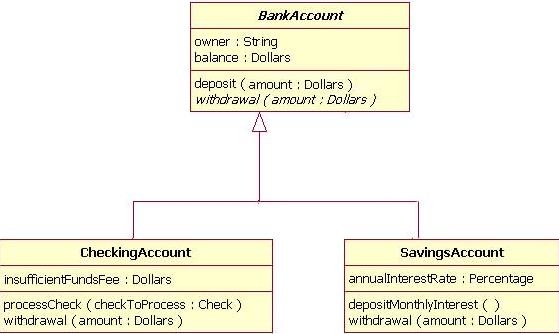 BankAccount
owner : String
balance : Dollars
deposit ( amount : Dollars )
withdrawal ( amount : Dollars )
CheckingAccount
insufficientFundsFee : Dollars
processCheck ( checkToProcess : Check )
withdrawal ( amount : Dollars )
SavingsAccount
annualInterestRate : Percentage
depositMonthlyInterest ( )
withdrawal ( amount : Dollars )